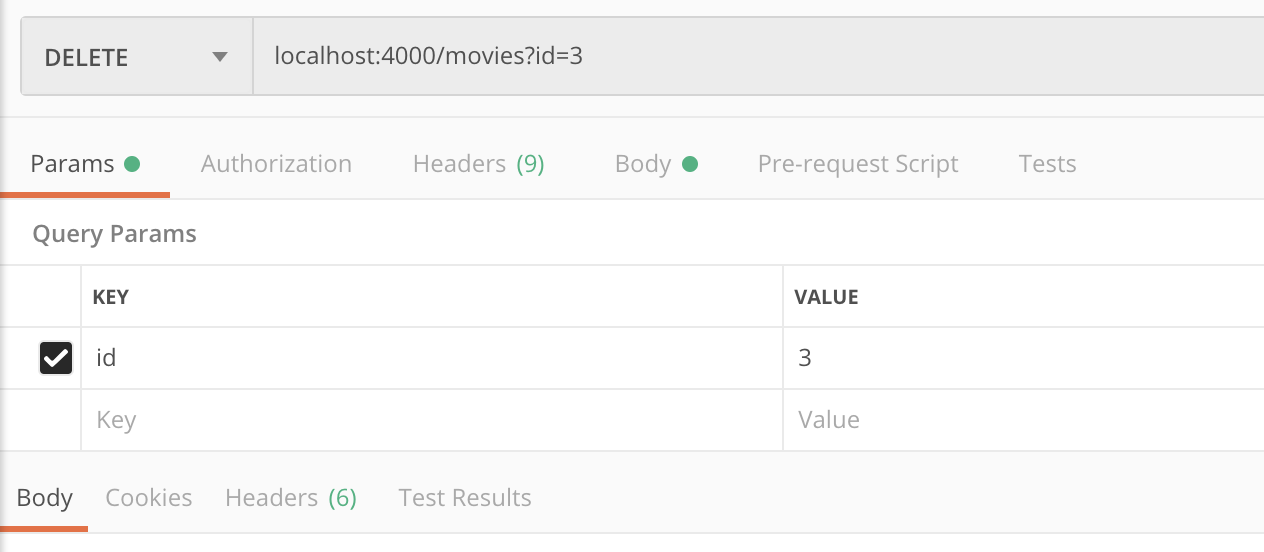 DELETE localhost:4000/movies?id=3
Params Authorization Headers (9) Body Pre-request Script Tests
Query Params
KEY VALUE
id 3
Key Value
Body Cookies Headers (6) Test Results